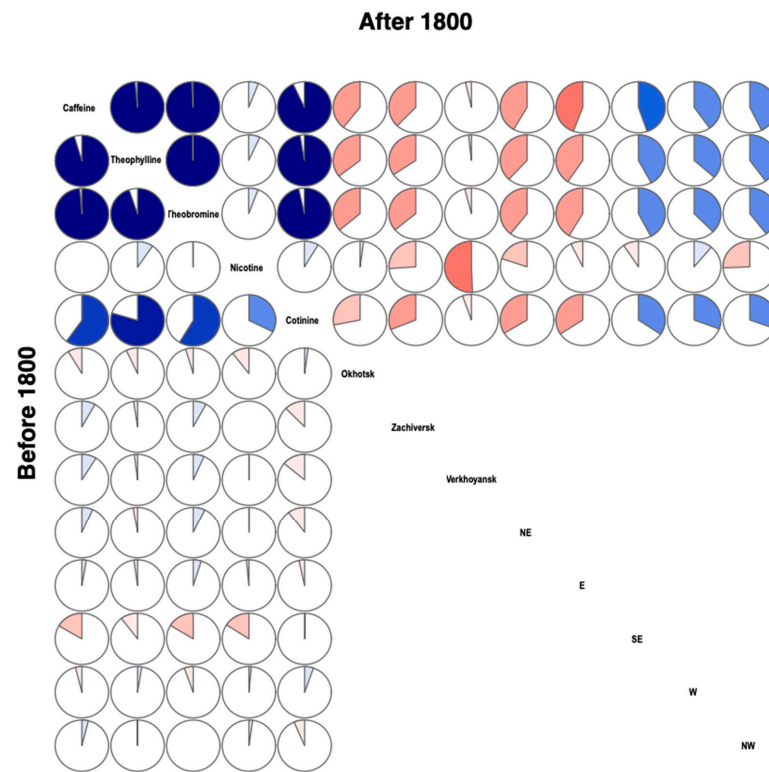 After 1800
Before 1800
Caffeine
Theophylline
Theobromine
Nicotine
Cotinine
Okhotsk
Zachiversk
Verkhoyansk
NE
E
SE
W
NW